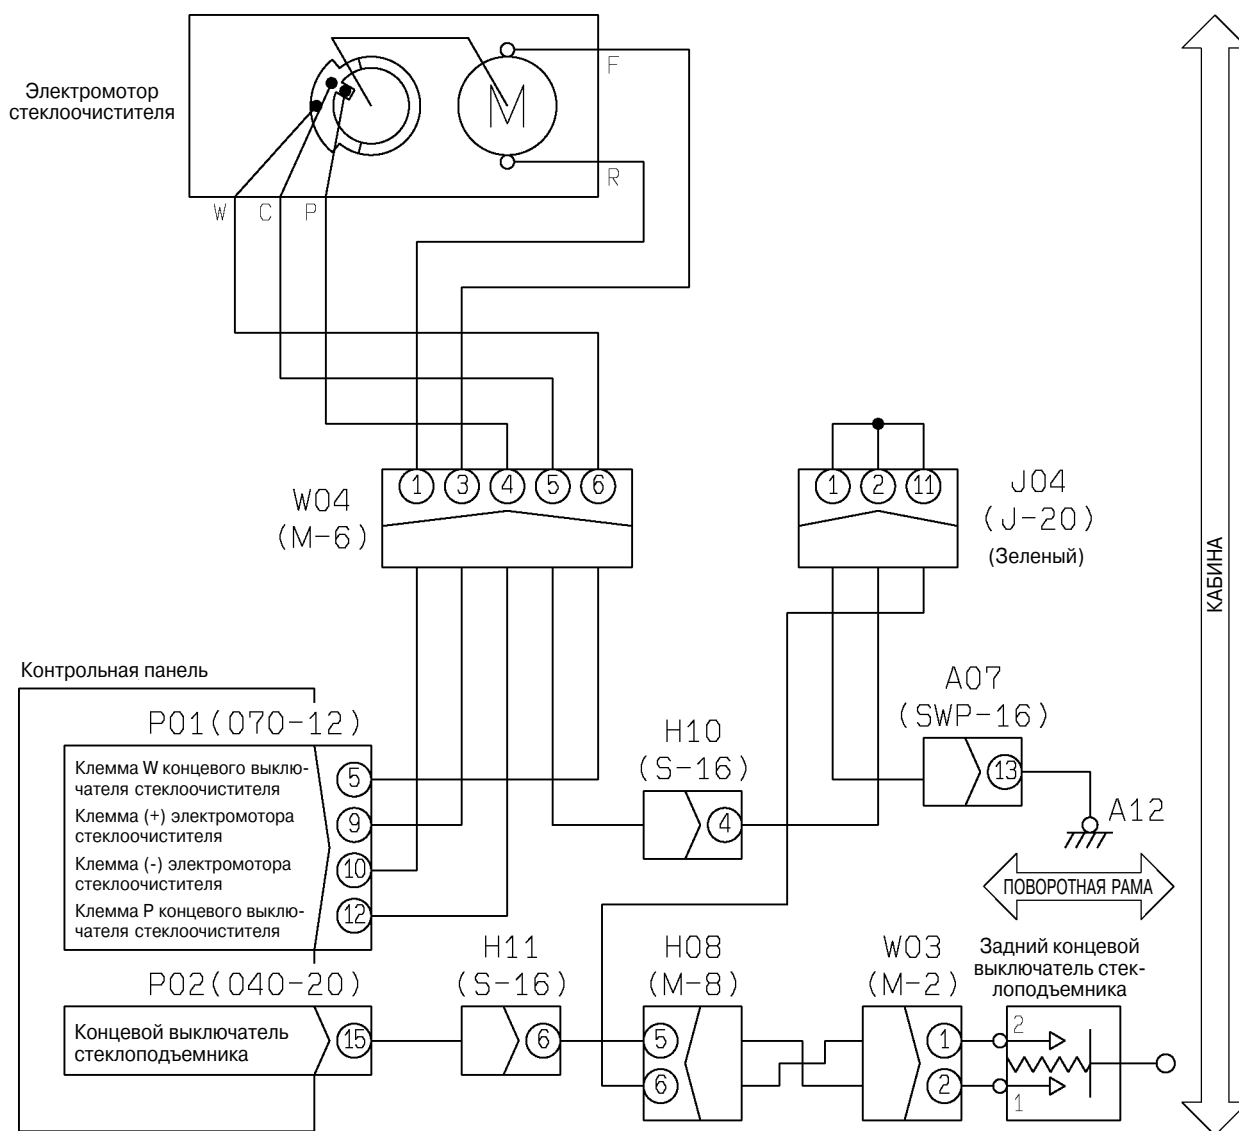 Электромотор
стеклоочистителя
M
F
R
W C P
W04
(M-6)
1 3 4 5 6
1 2 11
J04
(J-20)
(Зеленый)
КАБИНА
Контрольная панель
P01(070-12)
Клемма W концевого выклю-
чателя стеклоочистителя
5
Клемма (+) электромотора
стеклоочистителя
9
Клемма (-) электромотора
стеклоочистителя
10
Клемма P концевого выклю-
чателя стеклоочистителя
12
H10
(S-16)
4
A07
(SWP-16)
13
A12
ПОВОРОТНАЯ РАМА
P02(040-20)
Концевой выключатель
стеклоподъемника
15
H11
(S-16)
6
H08
(M-8)
5
6
W03
(M-2)
1
2
Задний концевой
выключатель стек-
лоподъемника
2
1